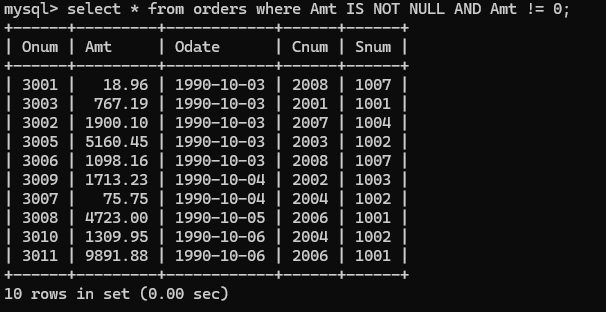 mysql> select * from orders where Amt IS NOT NULL AND Amt != 0;
+------+---------+------------+------+------+
| Onum | Amt     | Odate      | Cnum | Snum |
+------+---------+------------+------+------+
| 3001 |   18.96 | 1990-10-03 | 2008 | 1007 |
| 3003 |  767.19 | 1990-10-03 | 2001 | 1001 |
| 3002 | 1900.10 | 1990-10-03 | 2007 | 1004 |
| 3005 | 5160.45 | 1990-10-03 | 2003 | 1002 |
| 3006 | 1098.16 | 1990-10-03 | 2008 | 1007 |
| 3009 | 1713.23 | 1990-10-04 | 2002 | 1003 |
| 3007 |   75.75 | 1990-10-04 | 2004 | 1002 |
| 3008 | 4723.00 | 1990-10-05 | 2006 | 1001 |
| 3010 | 1309.95 | 1990-10-06 | 2004 | 1002 |
| 3011 | 9891.88 | 1990-10-06 | 2006 | 1001 |
+------+---------+------------+------+------+
10 rows in set (0.00 sec)